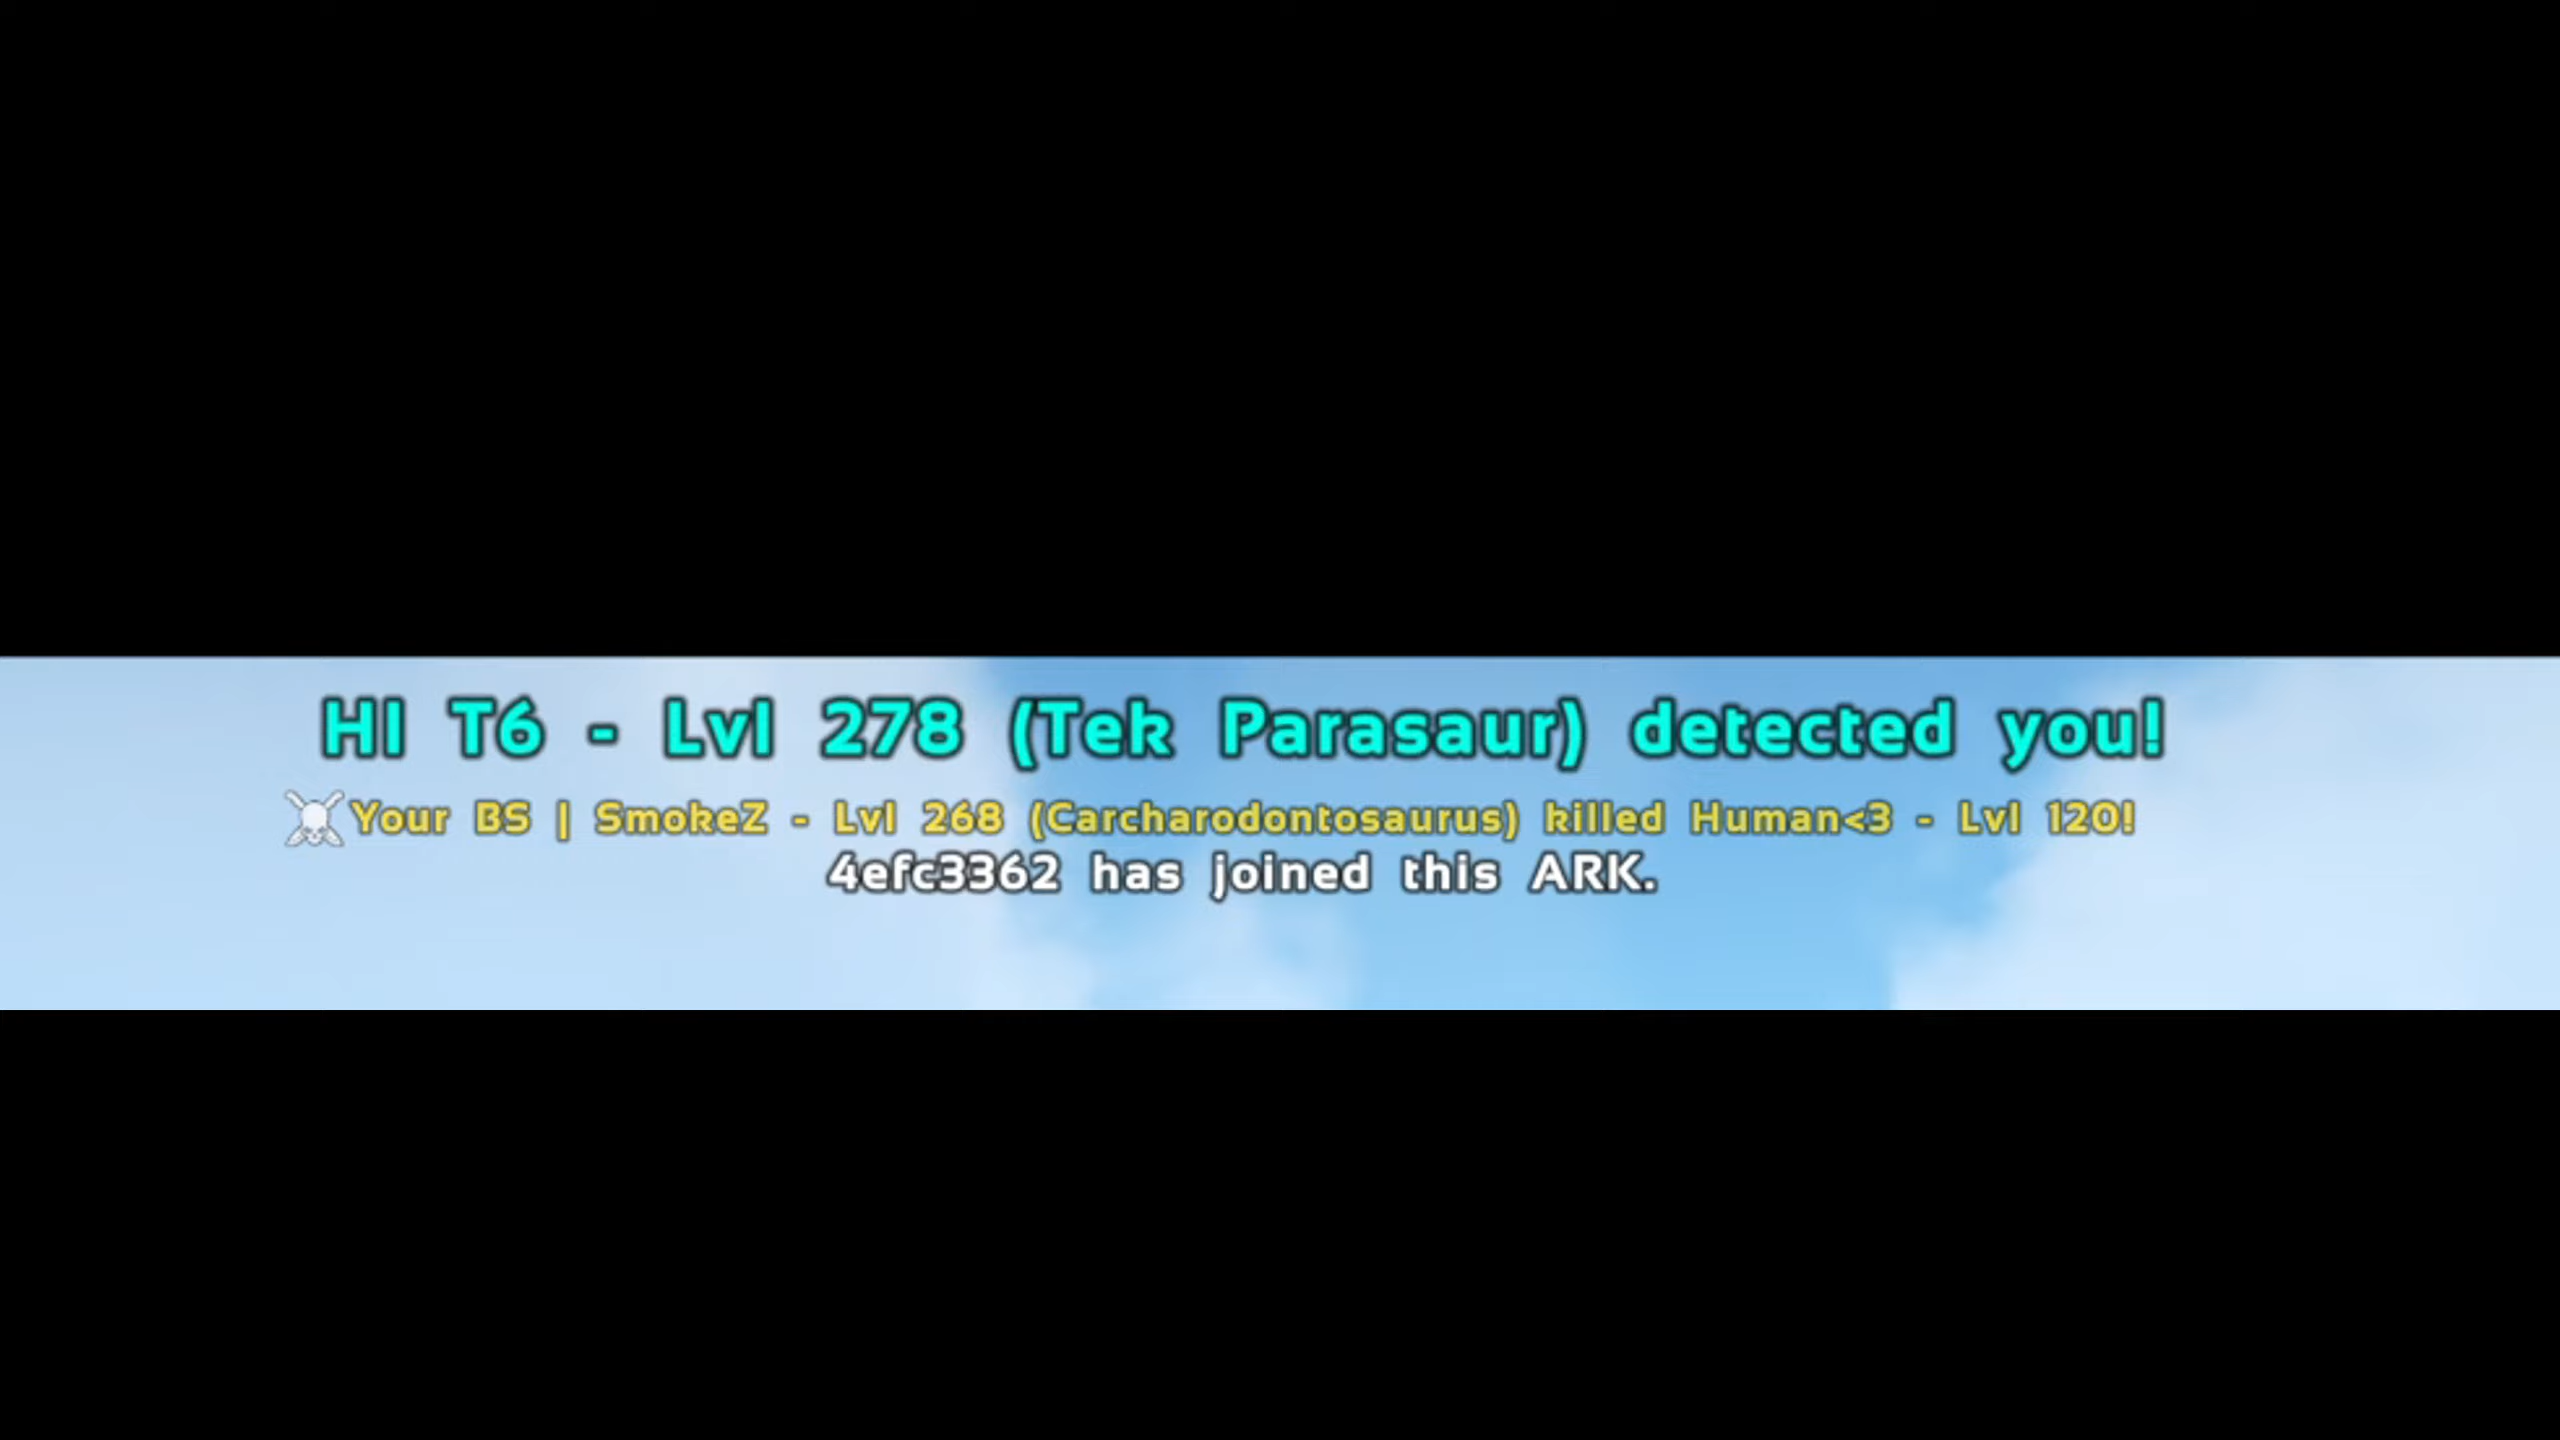 HI T6 - Lvl 278 (Tek Parasaur) detected you!
Your BS | SmokeZ - Lvl 268 (Carcharodontosaurus) killed Human<3 - Lvl 120!
4efc3362 has joined this ARK.